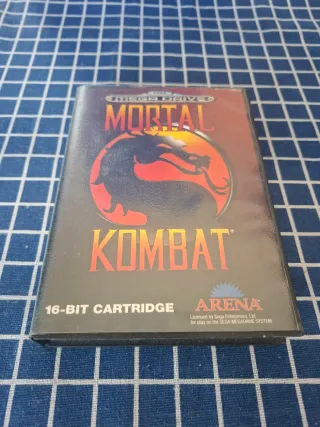 MEGA DRIVE
MORTAL
KOMBAT
16-BIT CARTRIDGE
ARENA
Licensed by Sega Enterprises, Ltd.
for play on the SEGA MEGADRIVE SYSTEM